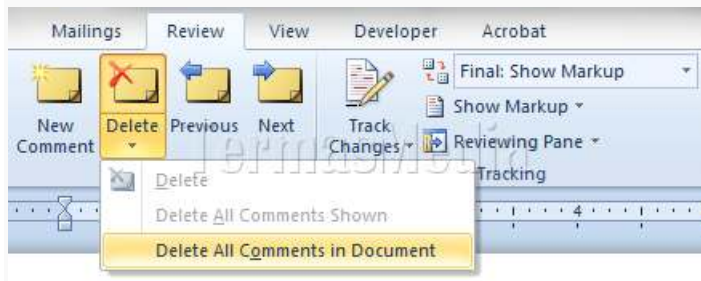 Mailings Review View Developer Acrobat
Final: Show Markup
New Comment
Delete
Previous
Next
Track Changes
Show Markup
Reviewing Pane
TermasMedia
Tracking
Delete
Delete All Comments Shown
4
Delete All Comments in Document